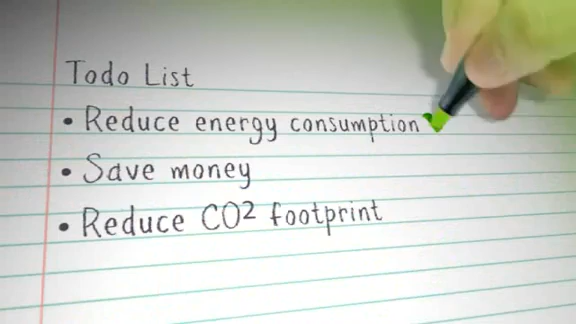 Todo List
• Reduce energy consumption
• Save money
• Reduce CO2 footprint